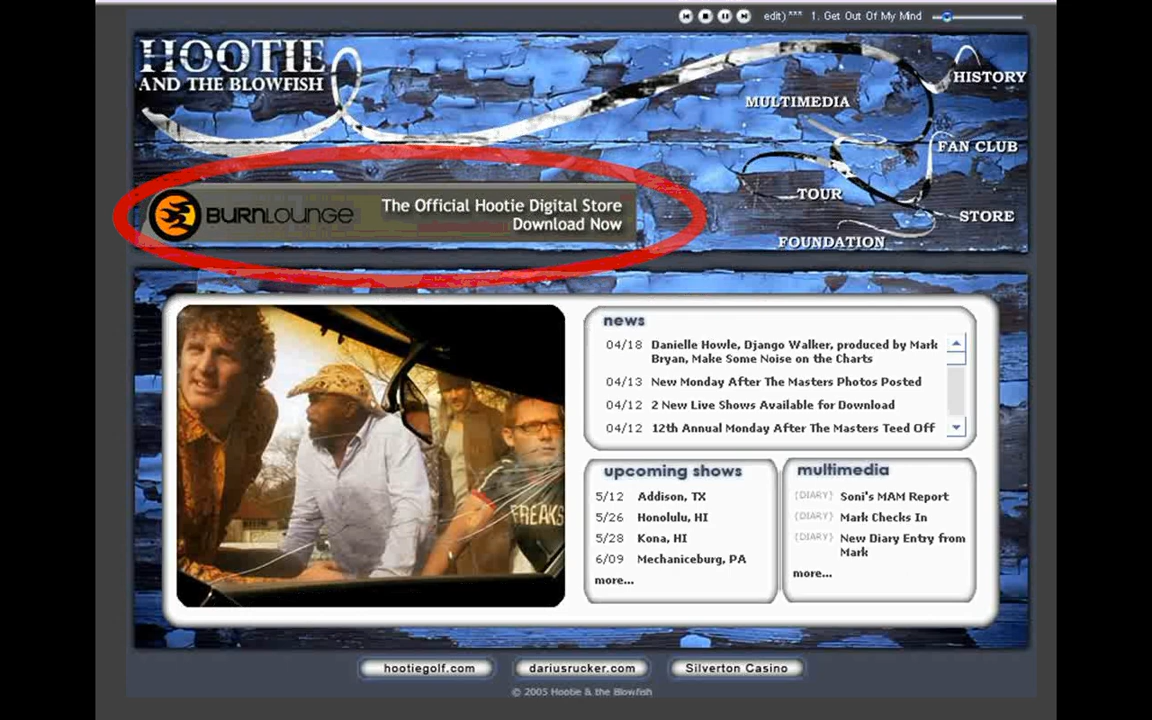 edit) *** 1. Get Out Of My Mind
HOOTIE
AND THE BLOWFISH
HISTORY
MULTIMEDIA
FAN CLUB
TOUR
STORE
FOUNDATION
BURNLOUNGE
The Official Hootie Digital Store
Download Now
news
04/18 Danielle Howle, Django Walker, produced by Mark
Bryan, Make Some Noise on the Charts
04/13 New Monday After The Masters Photos Posted
04/12 2 New Live Shows Available for Download
04/12 12th Annual Monday After The Masters Teed Off
upcoming shows
5/12 Addison, TX
5/26 Honolulu, HI
5/28 Kona, HI
6/09 Mechaniceburg, PA
more...
multimedia
(DIARY) Soni's MAM Report
(DIARY) Mark Checks In
(DIARY) New Diary Entry from
Mark
more...
FREAKS
hootiegolf.com
dariusrucker.com
Silverton Casino
© 2005 Hootie & the Blowfish